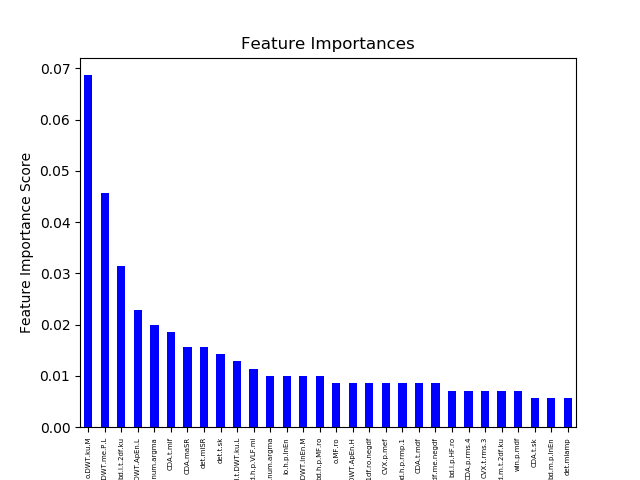 Feature Importances
0.07
0.06
0.05
0.04
0.03
0.02
0.01
0.00
Feature Importance Score
o.DWT.ku.M
DWT.me.P.L
bd.l.t.2df.ku
DWT.ApEn.L
num.argma
CDA.t.mif
CDA.maSR
det.miSR
det.t.sk
l.t.DWT.ku.L
d.h.p.VLF.mi
num.argma
lo.h.p.InEn
DWT.InEn.M
bd.h.p.MF.ro
o.MF.ro
DWT.ApEn.H
1df.ro.negdf
CVX.p.mef
d.h.p.rmp.1
CDA.t.mdf
df.me.negdf
bd.l.p.HF.ro
CDA.p.rms.4
CVX.t.rms.3
d.m.t.2df.ku
win.p.mdf
CDA.t.sk
bd.m.p.InEn
det.miamp